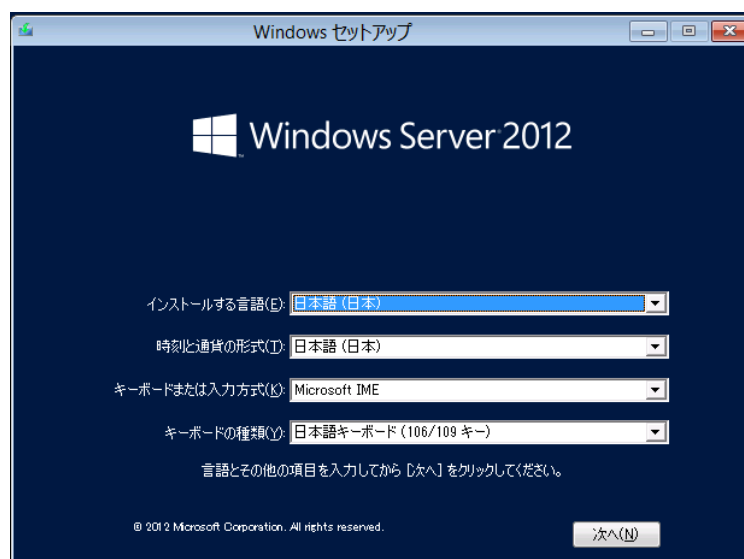 Windows セットアップ
Windows Server 2012
インストールする言語(E): 日本語 (日本)
時刻と通貨の形式(T): 日本語 (日本)
キーボードまたは入力方式(K): Microsoft IME
キーボードの種類(Y): 日本語キーボード (106/109 キー)
言語とその他の項目を入力してから [次へ] をクリックしてください。
© 2012 Microsoft Corporation. All rights reserved.
次へ(N)